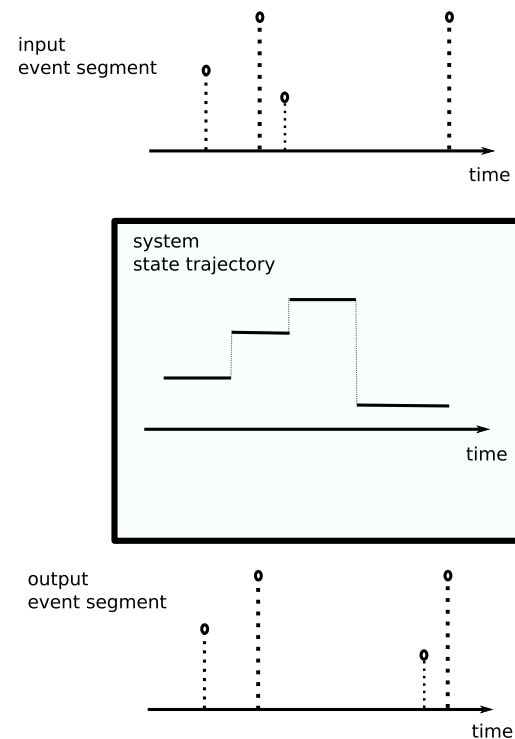 input
event segment
time
system
state trajectory
time
output
event segment
time